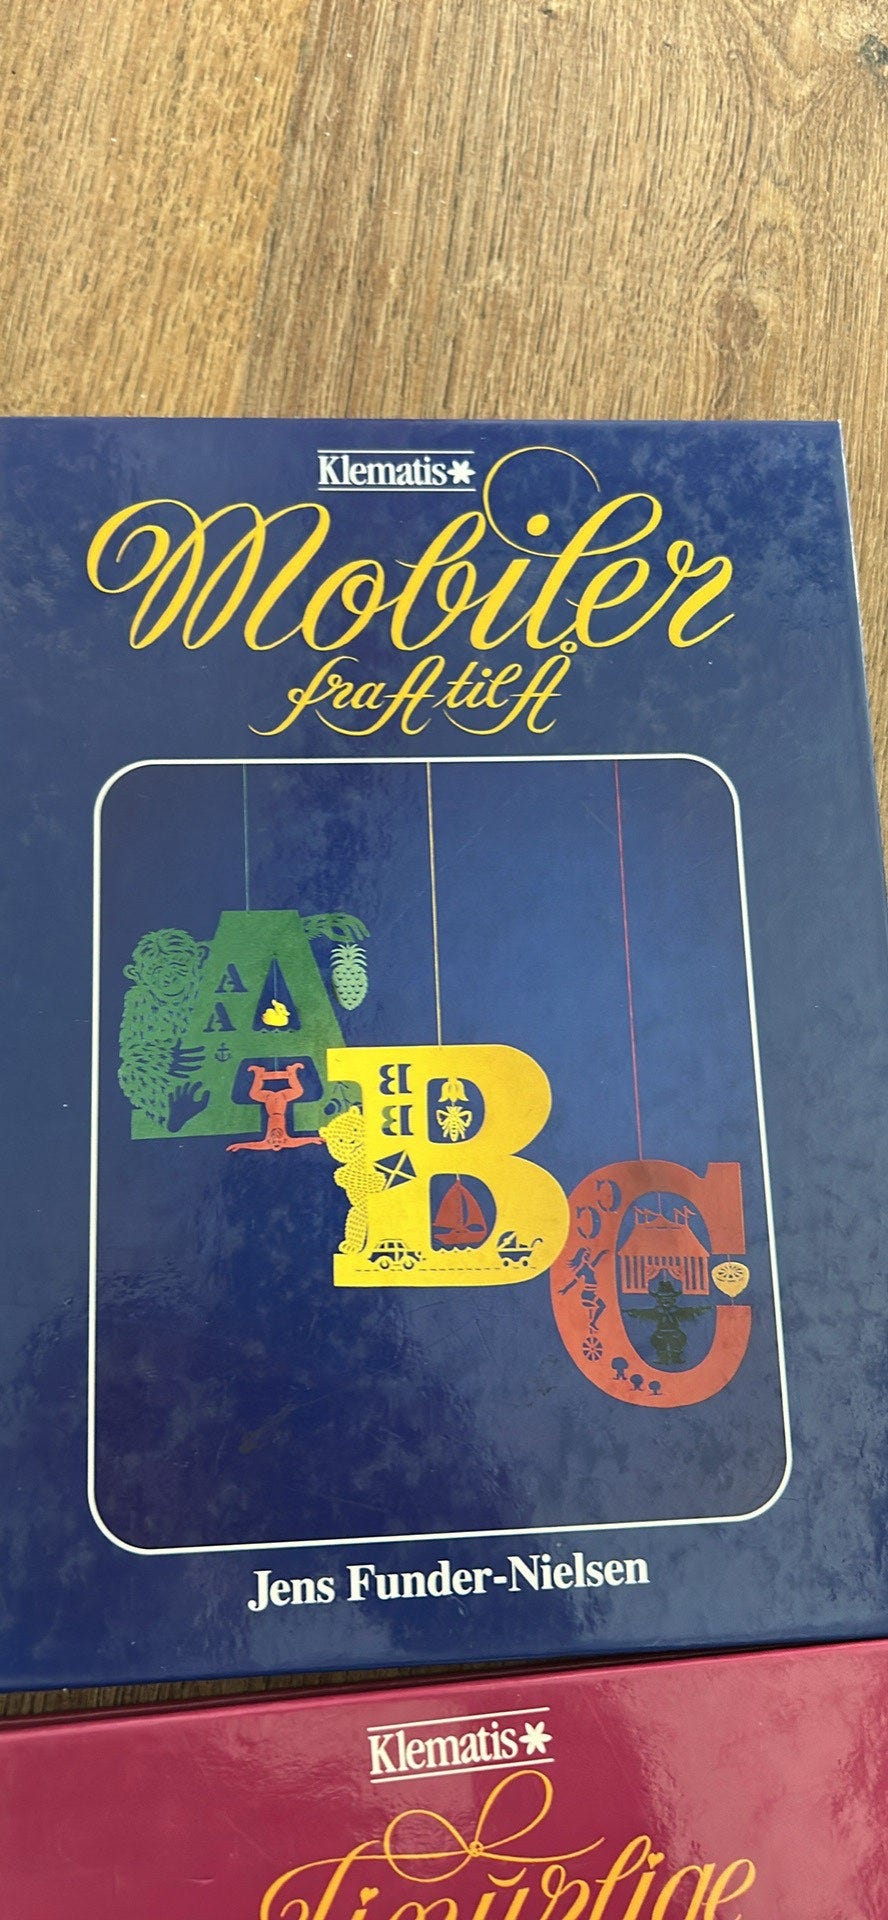 Klematis
Mobiler
fra A til Å
A
A
B
B
A
B
C
C
C
Jens Funder-Nielsen
Klematis